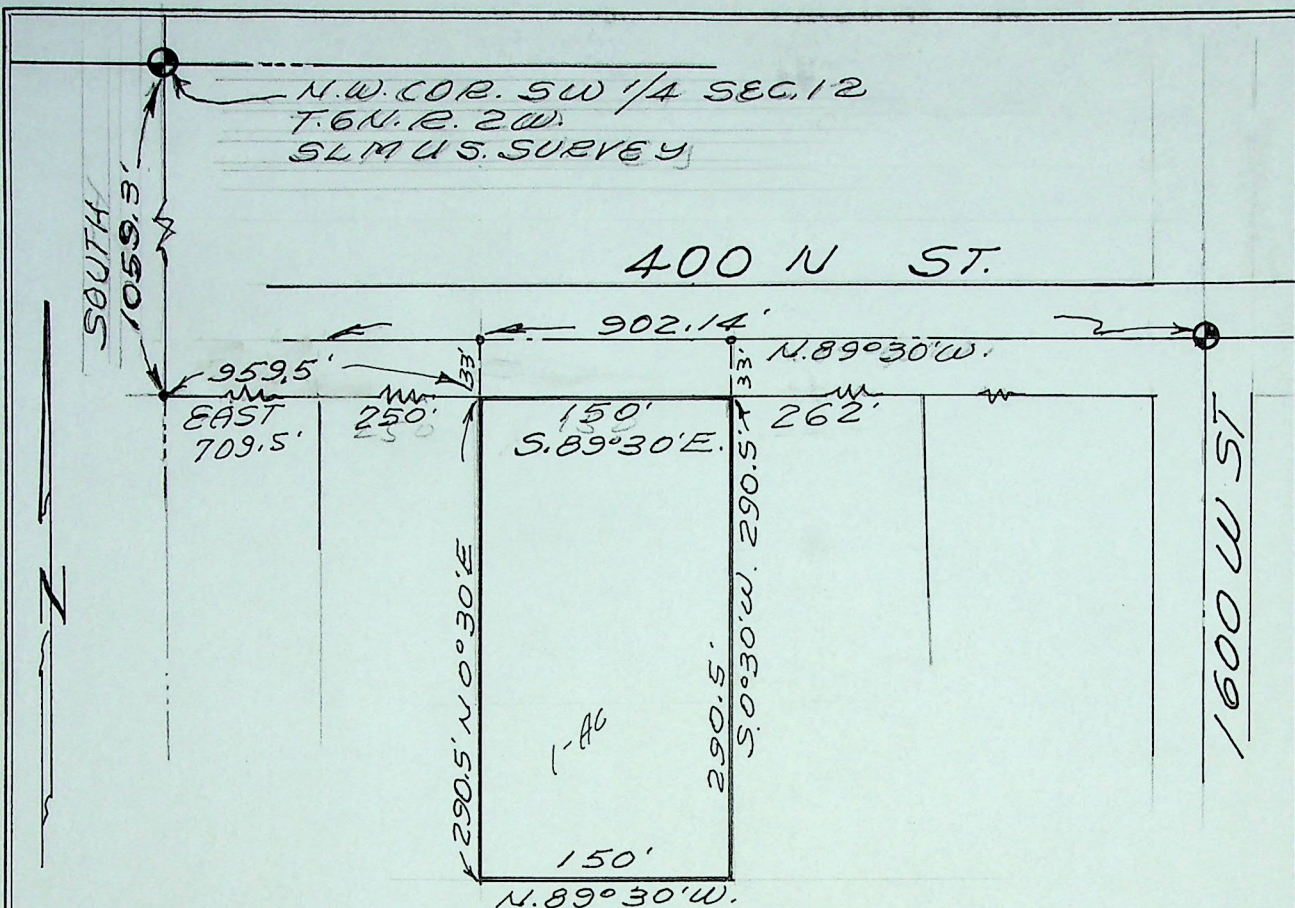 N.W. COR. SW 1/4 SEC. 12
T. 6N. R. 2W.
SLM U S. SURVEY
SOUTH
1059.3'
400 N ST.
902.14'
N. 89° 30' W.
33'
33'
959.5'
EAST
709.5'
250'
150'
S. 89° 30' E.
262'
290.5' N 0° 30' E
290.5'
S. 0° 30' W. 290.5'
1-AC
150'
N. 89° 30' W.
1600 W ST
N